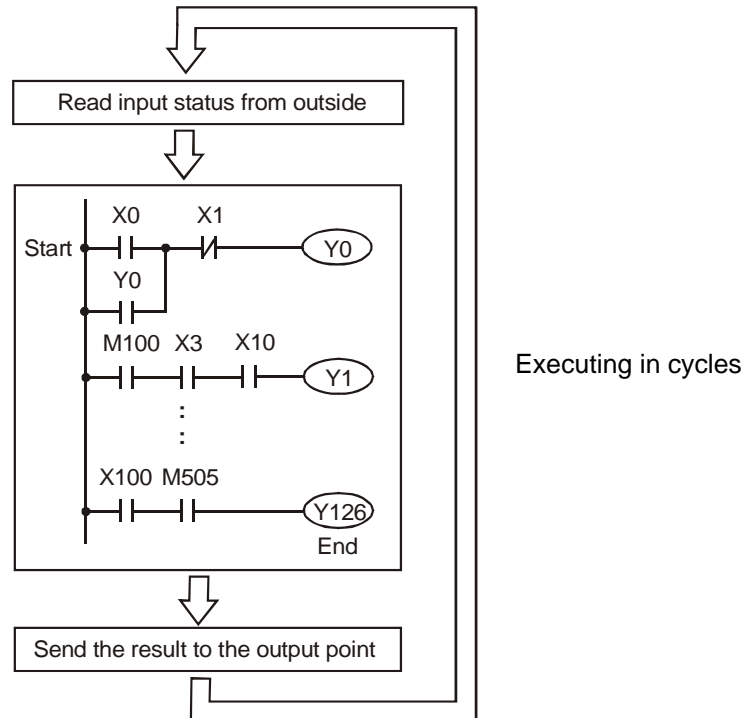 Read input status from outside
X0 X1
Start Y0
Y0
M100 X3 X10
Y1
Executing in cycles
:
:
X100 M505
Y126
End
Send the result to the output point